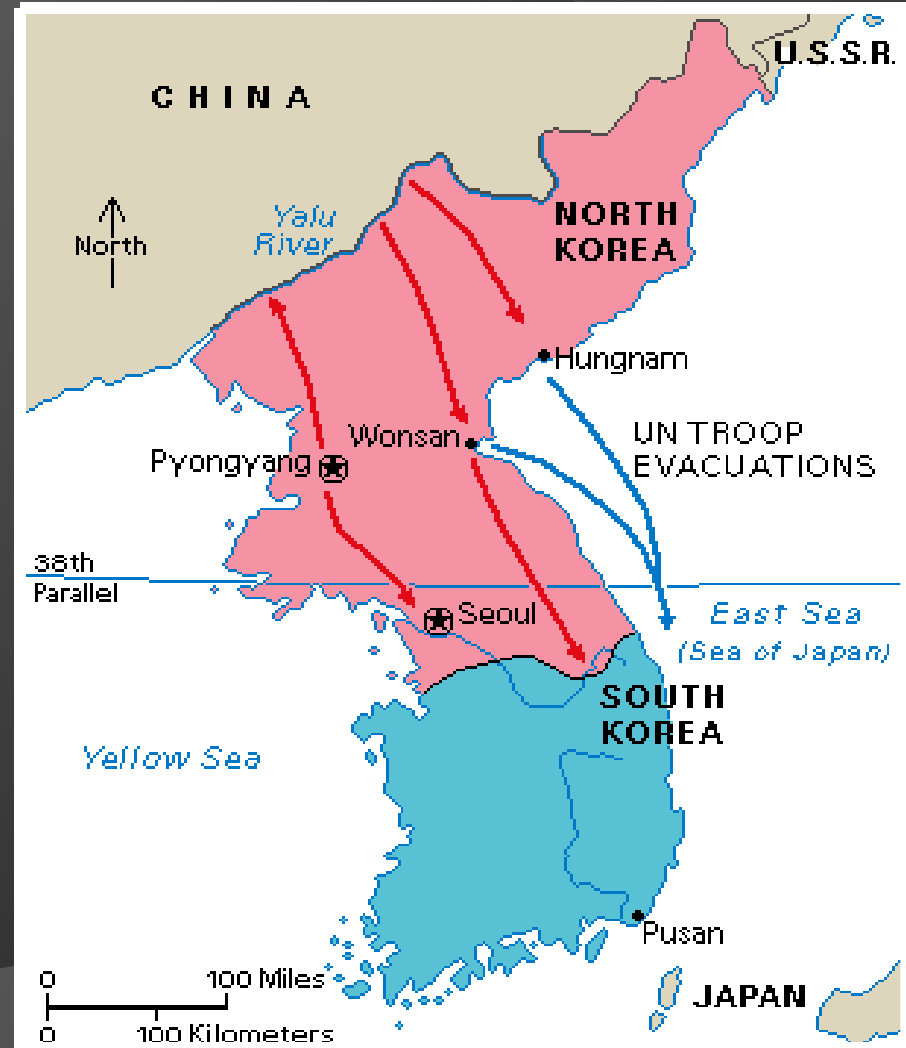 U.S.S.R.
CHINA
Yalu
River
North
NORTH
KOREA
Hungnam
Wonsan
UN TROOP
EVACUATIONS
Pyongyang
38th
Parallel
Seoul
East Sea
(Sea of Japan)
SOUTH
KOREA
Yellow Sea
Pusan
0 100 Miles
0 100 Kilometers
JAPAN